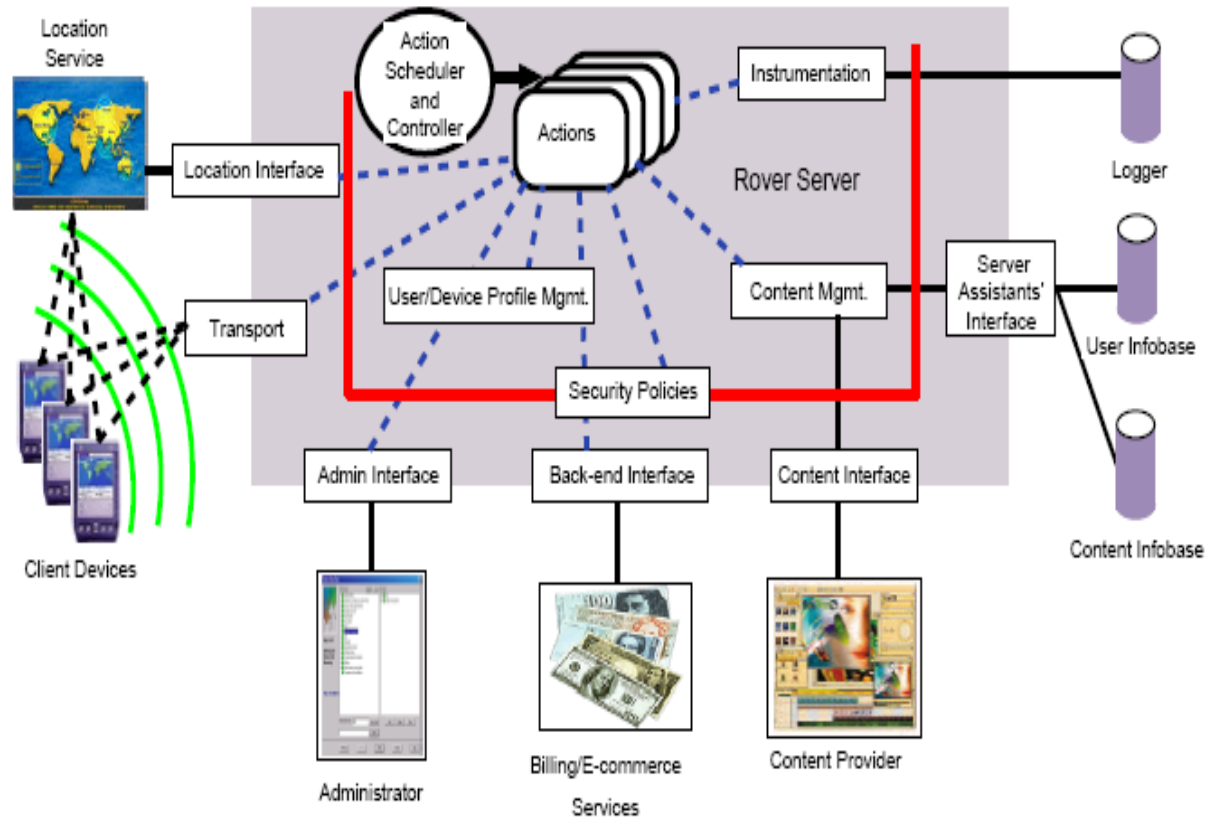 Location
Service
Action
Scheduler
and
Controller
Actions
Instrumentation
Logger
Location Interface
Rover Server
User/Device Profile Mgmt.
Content Mgmt.
Server
Assistants'
Interface
User Infobase
Transport
Security Policies
Client Devices
Admin Interface
Back-end Interface
Content Interface
Content Infobase
Administrator
Billing/E-commerce
Services
Content Provider
100